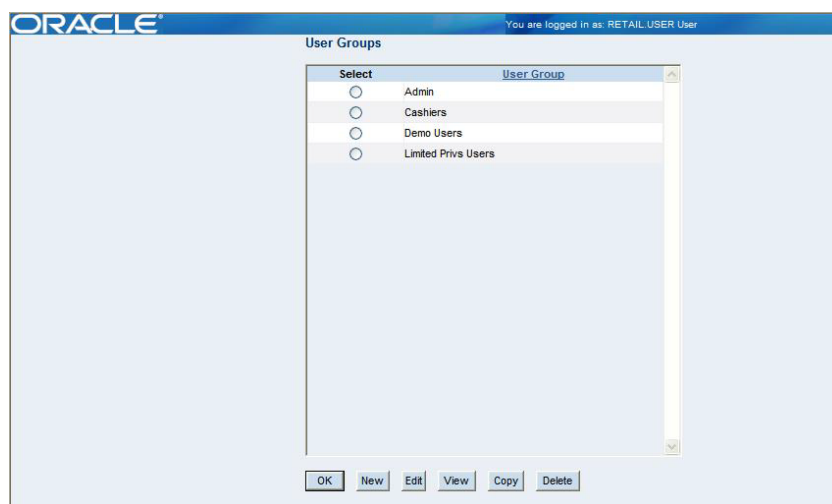 ORACLE®
You are logged in as: RETAIL.USER User
User Groups
Select User Group
Admin
Cashiers
Demo Users
Limited Privs Users
OK New Edit View Copy Delete